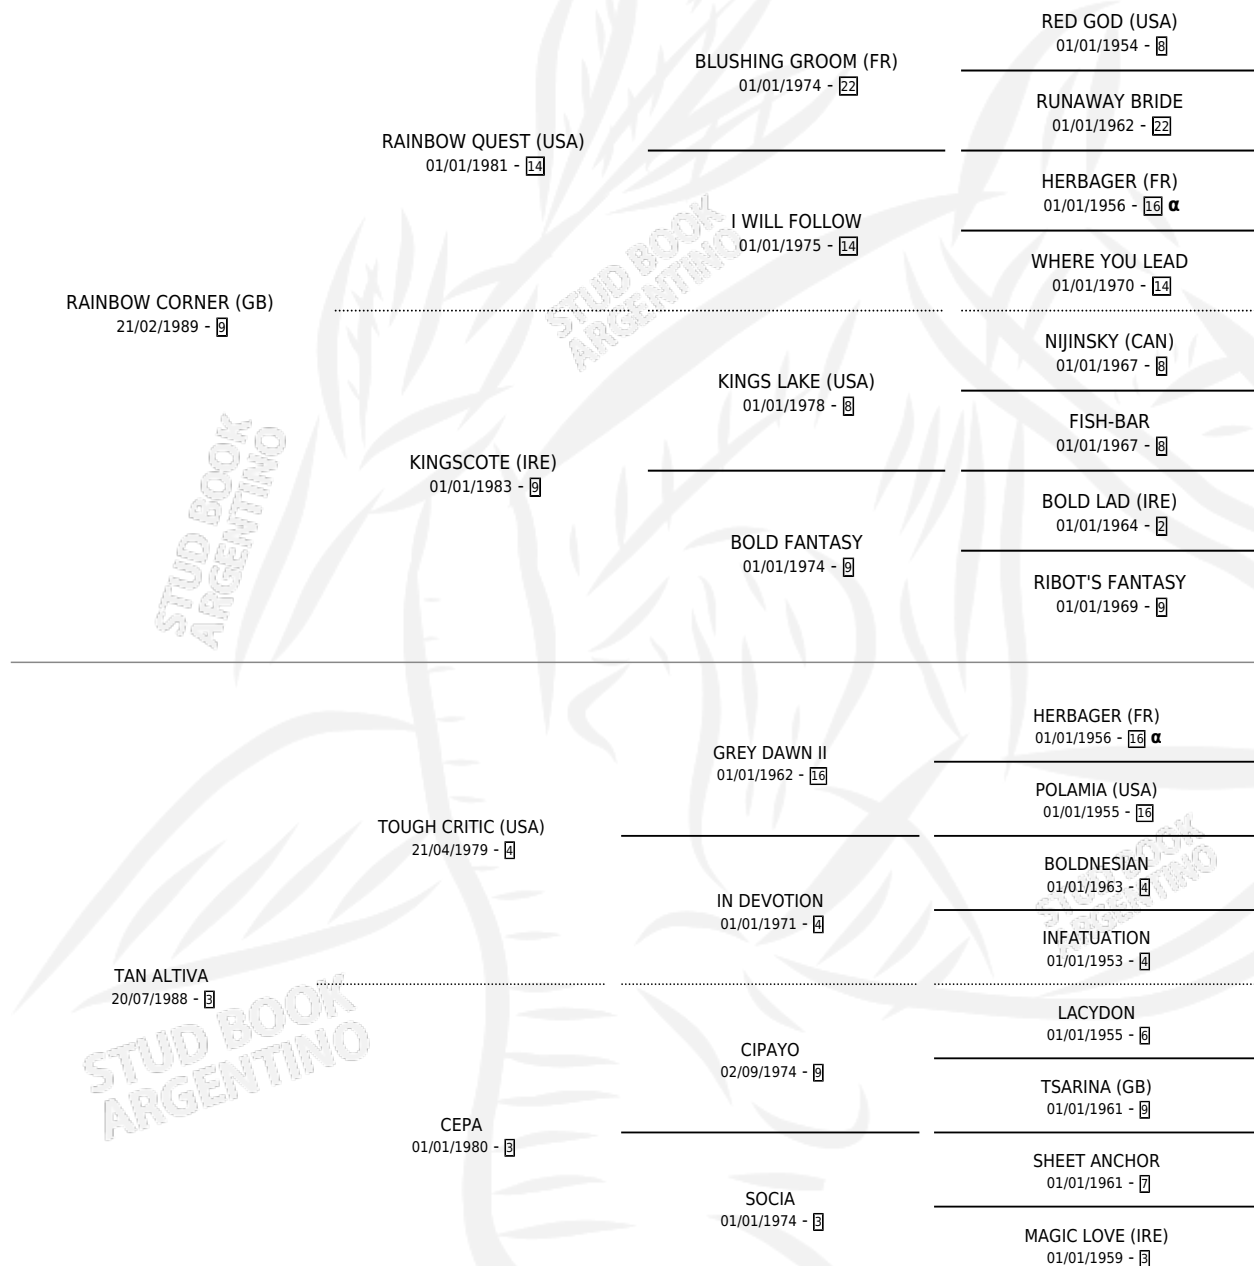 RED GOD (USA)
01/01/1954 - 8
BLUSHING GROOM (FR)
01/01/1974 - 22
RUNAWAY BRIDE
01/01/1962 - 22
RAINBOW QUEST (USA)
01/01/1981 - 14
HERBAGER (FR)
01/01/1956 - 16 α
I WILL FOLLOW
01/01/1975 - 14
WHERE YOU LEAD
01/01/1970 - 14
RAINBOW CORNER (GB)
21/02/1989 - 9
STUD BOOK
ARGENTINO
NIJINSKY (CAN)
01/01/1967 - 8
KINGS LAKE (USA)
01/01/1978 - 8
FISH-BAR
01/01/1967 - 8
KINGSCOTE (IRE)
01/01/1983 - 9
BOLD LAD (IRE)
01/01/1964 - 2
BOLD FANTASY
01/01/1974 - 9
RIBOT'S FANTASY
01/01/1969 - 9
STUD BOOK
ARGENTINO
HERBAGER (FR)
01/01/1956 - 16 α
GREY DAWN II
01/01/1962 - 16
POLAMIA (USA)
01/01/1955 - 16
TOUGH CRITIC (USA)
21/04/1979 - 4
BOLDNESIAN
01/01/1963 - 4
STUD BOOK
ARGENTINO
IN DEVOTION
01/01/1971 - 4
INFATUATION
01/01/1953 - 4
TAN ALTIVA
20/07/1988 - 3
STUD BOOK
ARGENTINO
LACYDON
01/01/1955 - 6
CIPAYO
02/09/1974 - 9
TSARINA (GB)
01/01/1961 - 9
CEPA
01/01/1980 - 3
SHEET ANCHOR
01/01/1961 - 7
SOCIA
01/01/1974 - 3
MAGIC LOVE (IRE)
01/01/1959 - 3